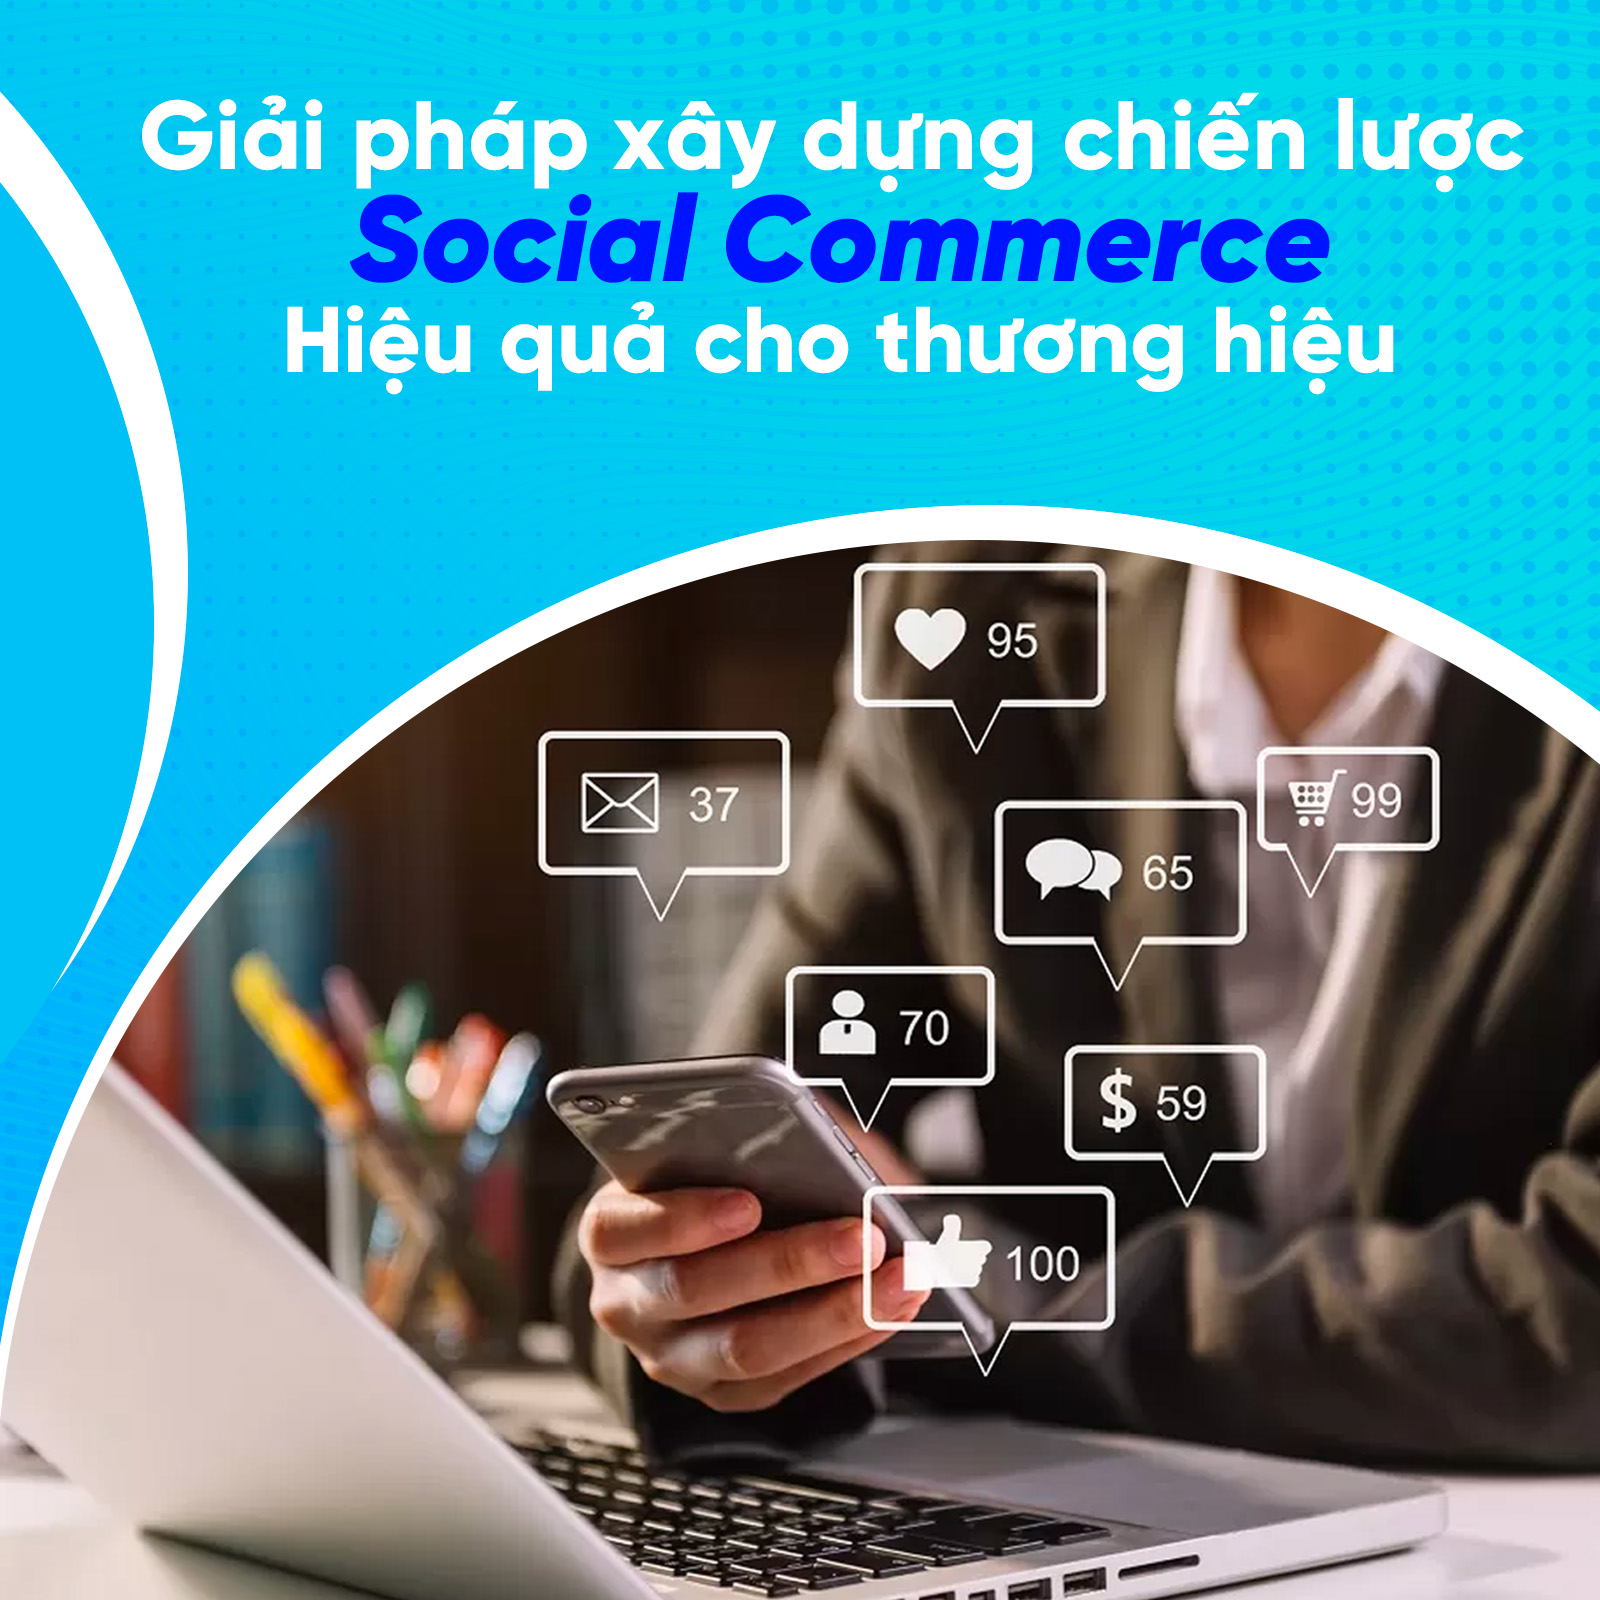 Giải pháp xây dựng chiến lược
Social Commerce
Hiệu quả cho thương hiệu
95
37
99
65
70
$ 59
100